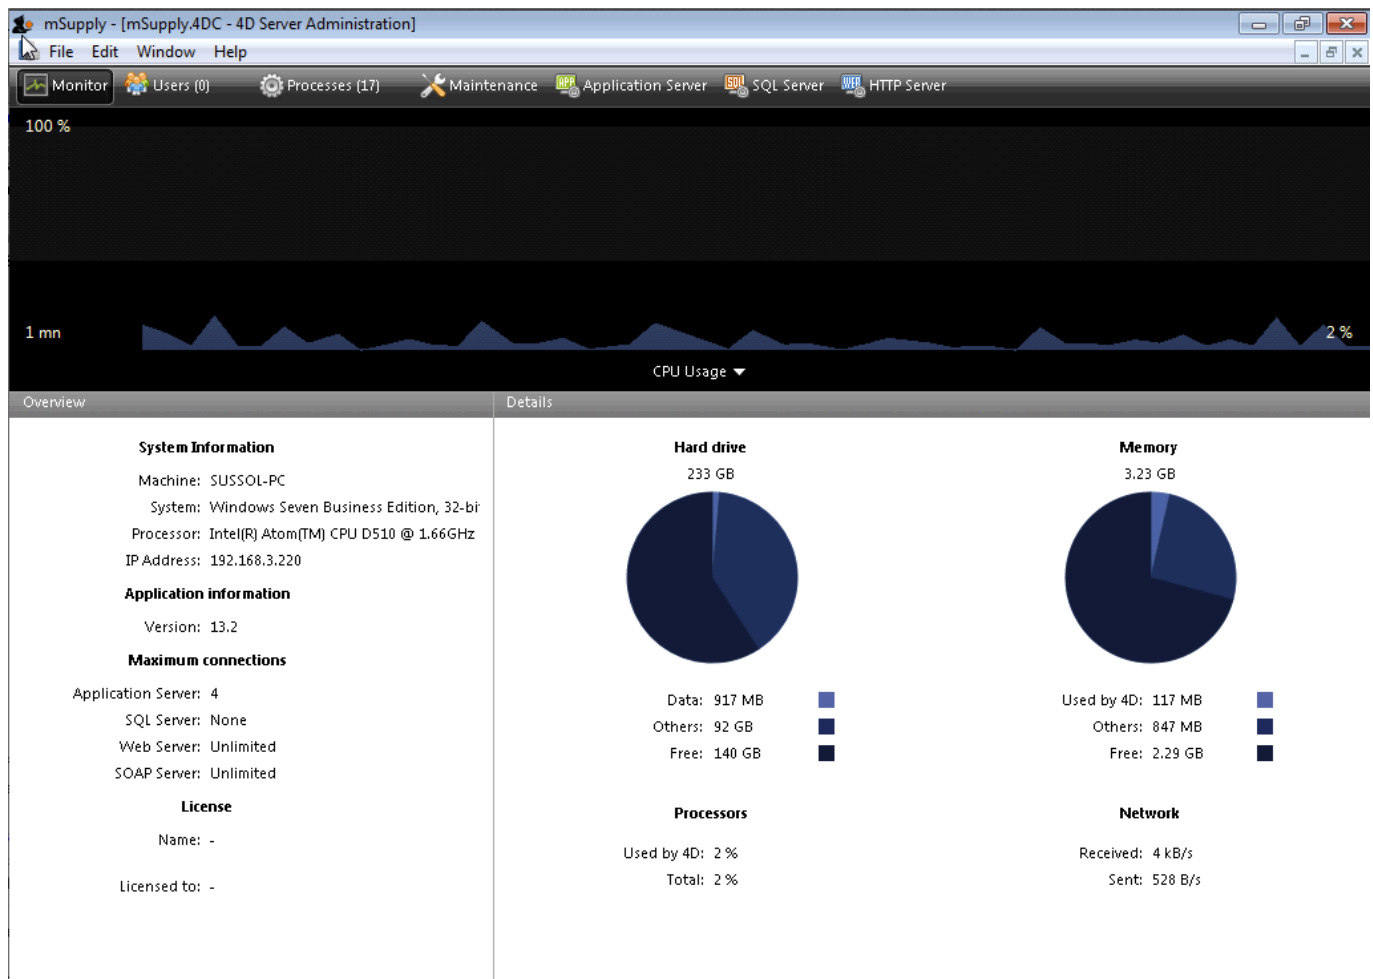 mSupply - [mSupply.4DC - 4D Server Administration]
File Edit Window Help
Monitor Users (0) Processes (17) Maintenance Application Server SQL Server HTTP Server
100 %
1 mn 2 %
CPU Usage
Overview Details
System Information
Machine: SUSSOL-PC
System: Windows Seven Business Edition, 32-bi
Processor: Intel(R) Atom(TM) CPU D510 @ 1.66GHz
IP Address: 192.168.3.220
Application information
Version: 13.2
Maximum connections
Application Server: 4
SQL Server: None
Web Server: Unlimited
SOAP Server: Unlimited
License
Name: -
Licensed to: -
Hard drive
233 GB
Data: 917 MB
Others: 92 GB
Free: 140 GB
Memory
3.23 GB
Used by 4D: 117 MB
Others: 847 MB
Free: 2.29 GB
Processors
Used by 4D: 2 %
Total: 2 %
Network
Received: 4 kB/s
Sent: 528 B/s